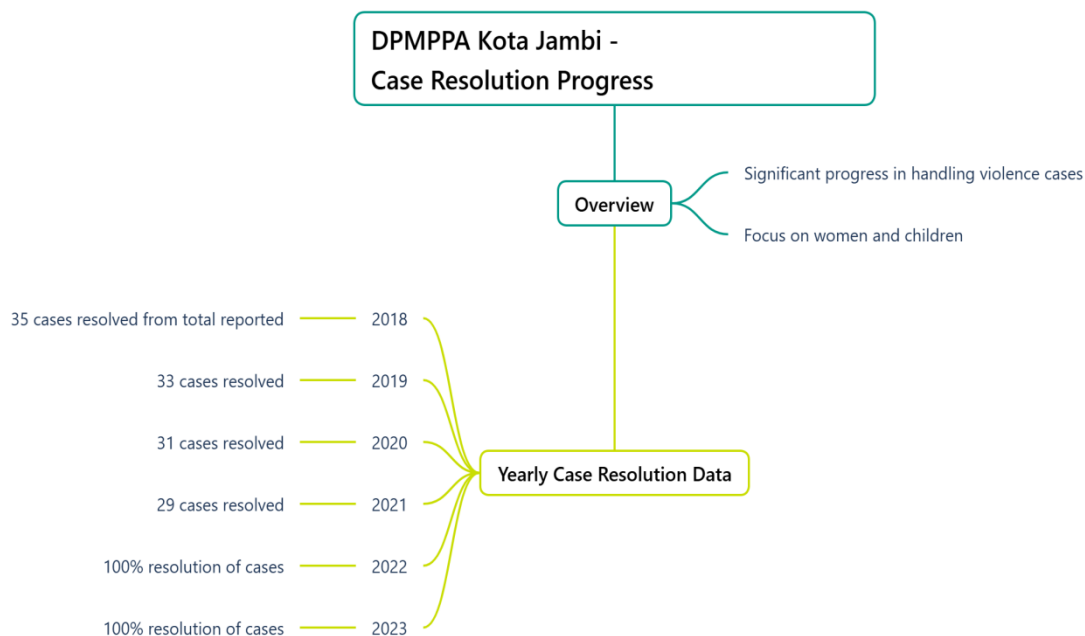 DPMPPA Kota Jambi -
Case Resolution Progress
Overview
Significant progress in handling violence cases
Focus on women and children
Yearly Case Resolution Data
2018
35 cases resolved from total reported
2019
33 cases resolved
2020
31 cases resolved
2021
29 cases resolved
2022
100% resolution of cases
2023
100% resolution of cases